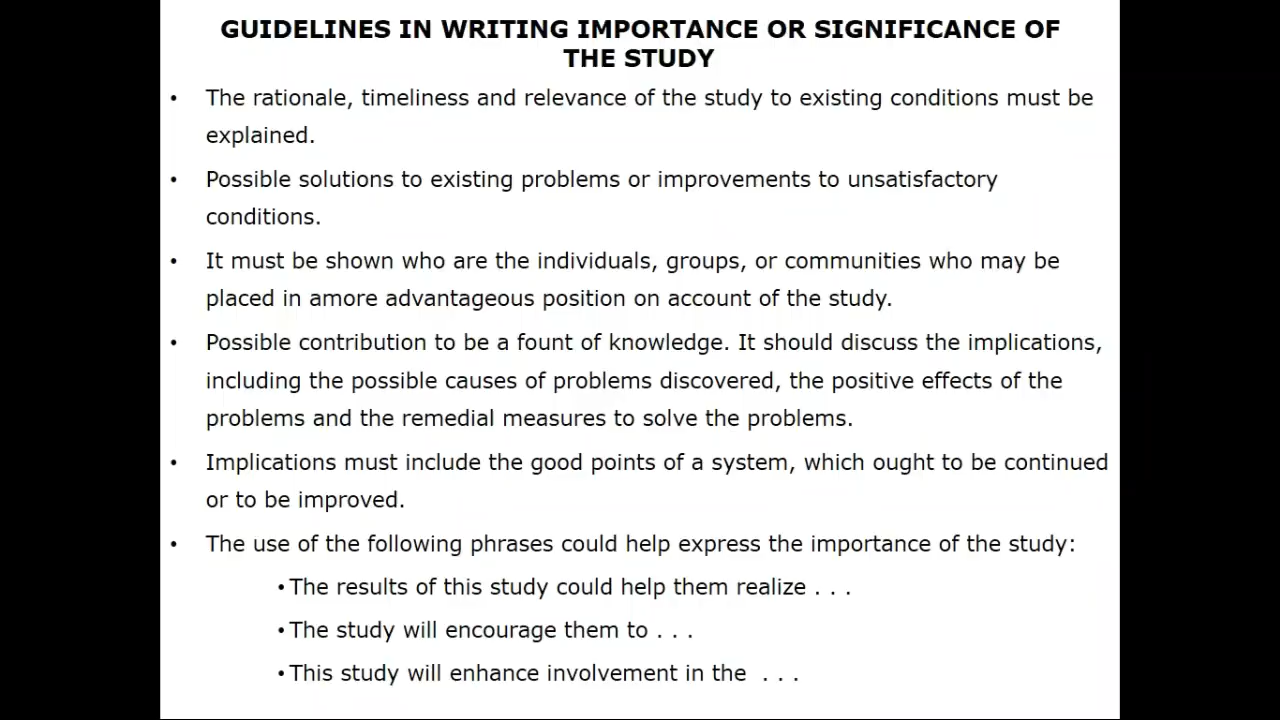 GUIDELINES IN WRITING IMPORTANCE OR SIGNIFICANCE OF
THE STUDY
• The rationale, timeliness and relevance of the study to existing conditions must be
explained.
• Possible solutions to existing problems or improvements to unsatisfactory
conditions.
• It must be shown who are the individuals, groups, or communities who may be
placed in amore advantageous position on account of the study.
• Possible contribution to be a fount of knowledge. It should discuss the implications,
including the possible causes of problems discovered, the positive effects of the
problems and the remedial measures to solve the problems.
• Implications must include the good points of a system, which ought to be continued
or to be improved.
• The use of the following phrases could help express the importance of the study:
• The results of this study could help them realize . . .
• The study will encourage them to . . .
• This study will enhance involvement in the . . .